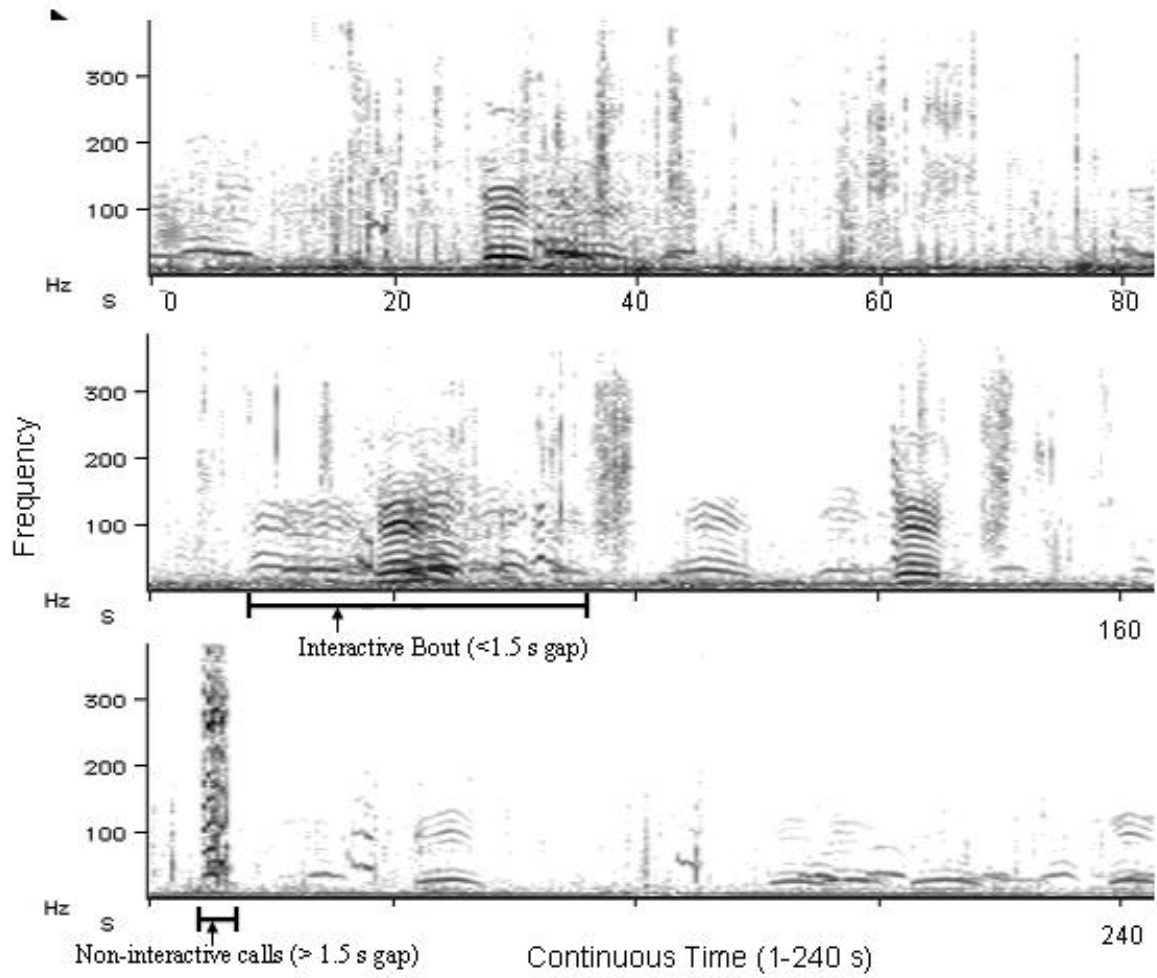 300
200
100
Hz S 0 20 40 60 80
Frequency
300
200
100
Hz S 160
Interactive Bout (<1.5 s gap)
300
200
100
Hz S 240
Non-interactive calls (> 1.5 s gap)
Continuous Time (1-240 s)